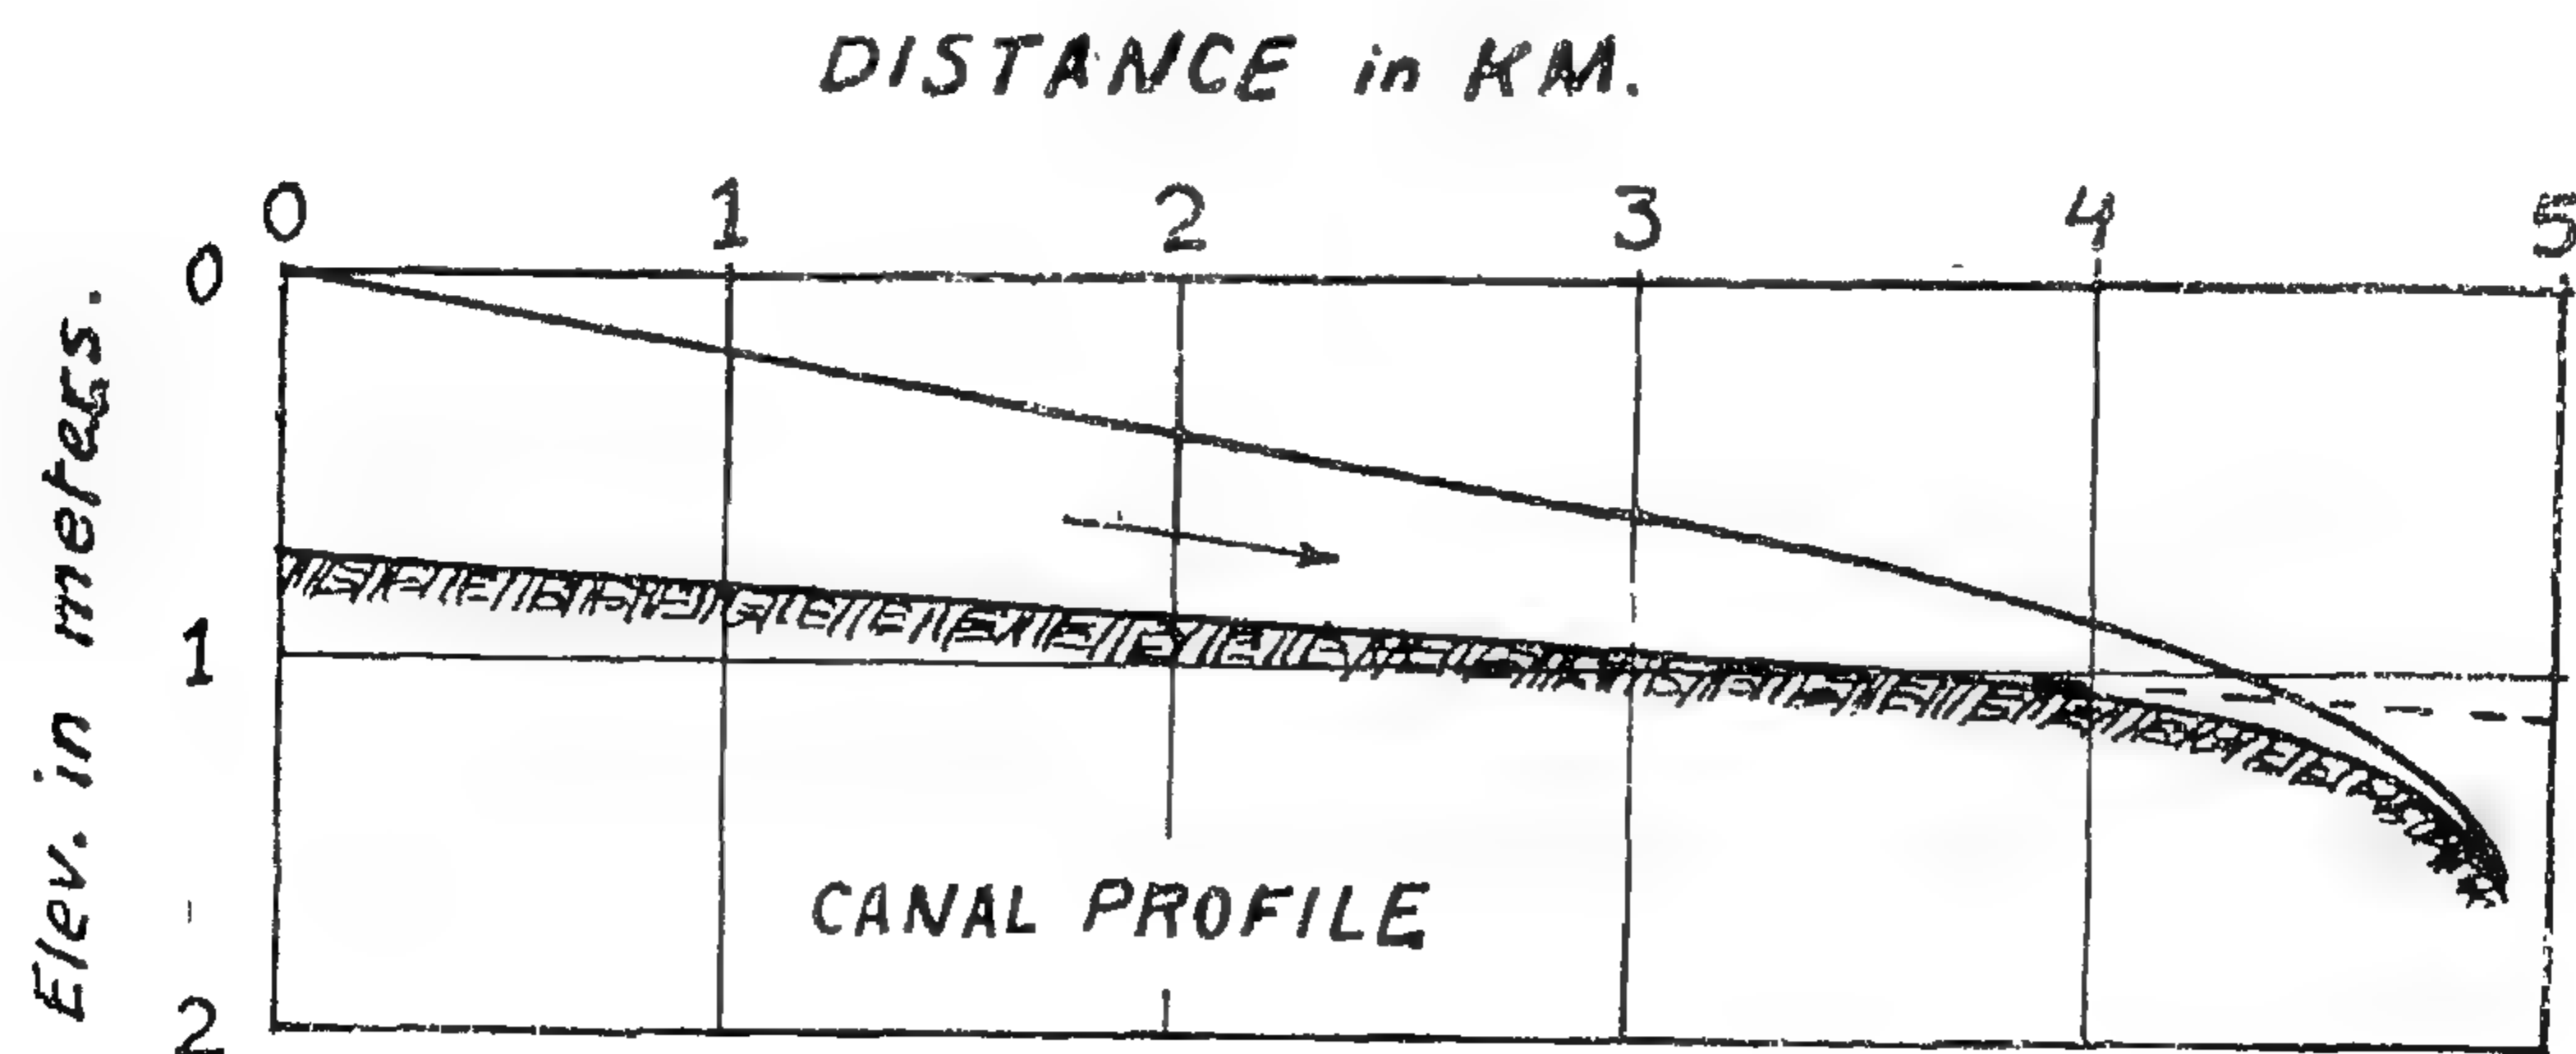 DISTANCE in KM.
0 1 2 3 4 5
0
1
2
Elev. in meters.
CANAL PROFILE